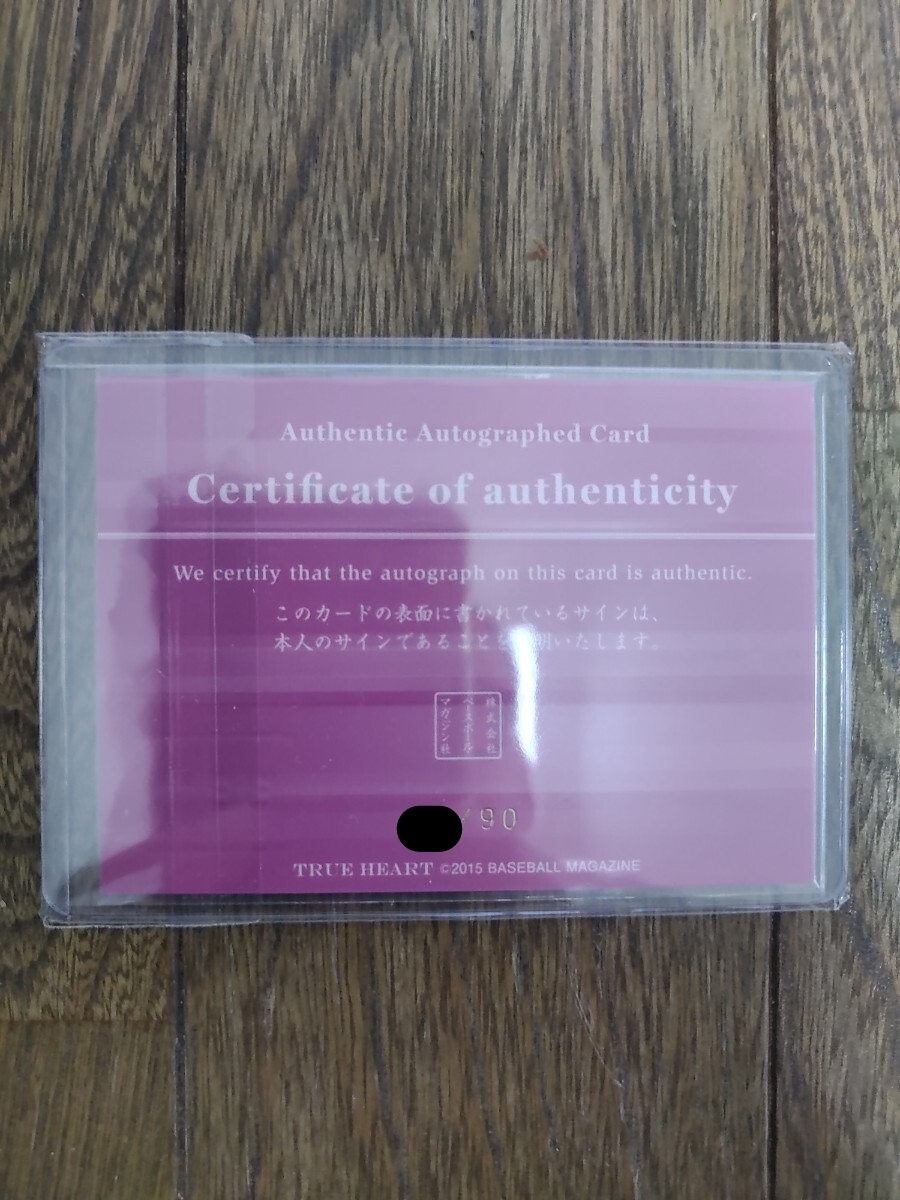 Authentic Autographed Card
Certificate of authenticity
We certify that the autograph on this card is authentic.
このカードの表面に書かれているサインは、
本人のサインであることを 明いたします。
株式会社
ベースボール
マガジン社
/90
TRUE HEART ©2015 BASEBALL MAGAZINE